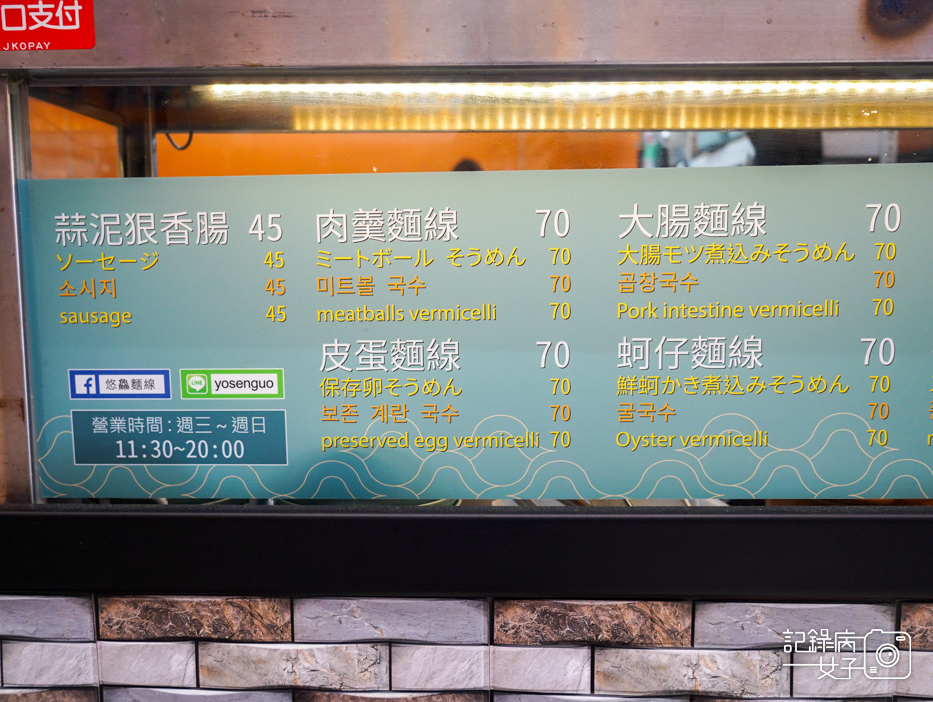 口支付
JKOPAY
蒜泥狠香腸 45
ソーセージ 45
소시지 45
sausage 45
肉羹麵線 70
ミートボール そうめん 70
미트볼 국수 70
meatballs vermicelli 70
大腸麵線 70
大腸モツ煮込みそうめん 70
곱창국수 70
Pork intestine vermicelli 70
皮蛋麵線 70
保存卵そうめん 70
보존 계란 국수 70
preserved egg vermicelli 70
蚵仔麵線 70
鮮蚵かき煮込みそうめん 70
굴국수 70
Oyster vermicelli 70
悠鱻麵線
LINE yosenguo
營業時間:週三~週日
11:30~20:00
記錄病
女子